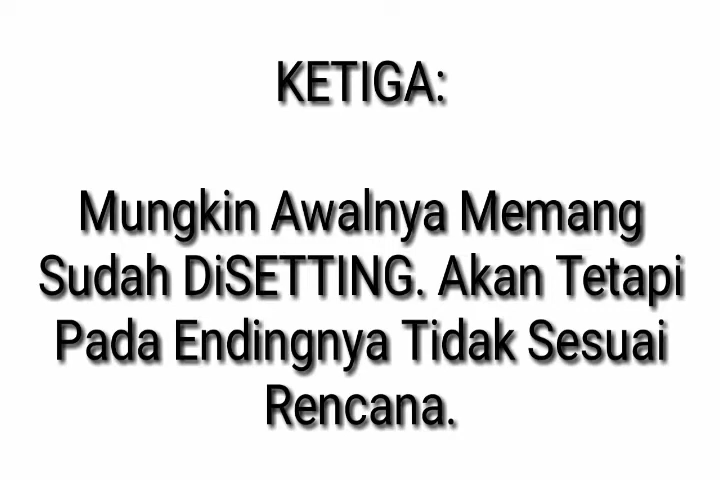 KETIGA:
Mungkin Awalnya Memang
Sudah DiSETTING. Akan Tetapi
Pada Endingnya Tidak Sesuai
Rencana.